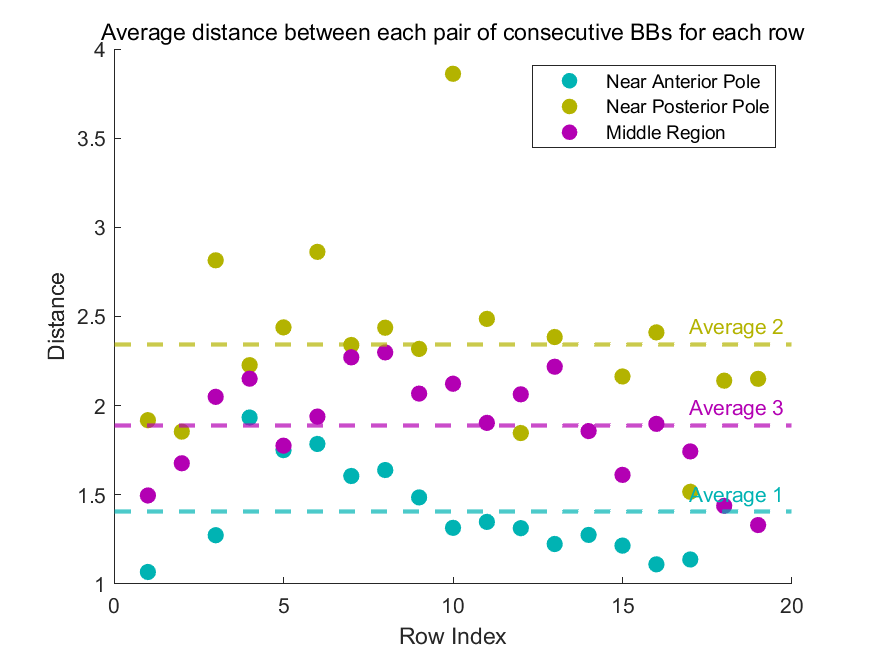 Average distance between each pair of consecutive BBs for each row
4
3.5
3
2.5
2
1.5
1
Distance
Near Anterior Pole
Near Posterior Pole
Middle Region
Average 2
Average 3
Average 1
0
5
10
15
20
Row Index